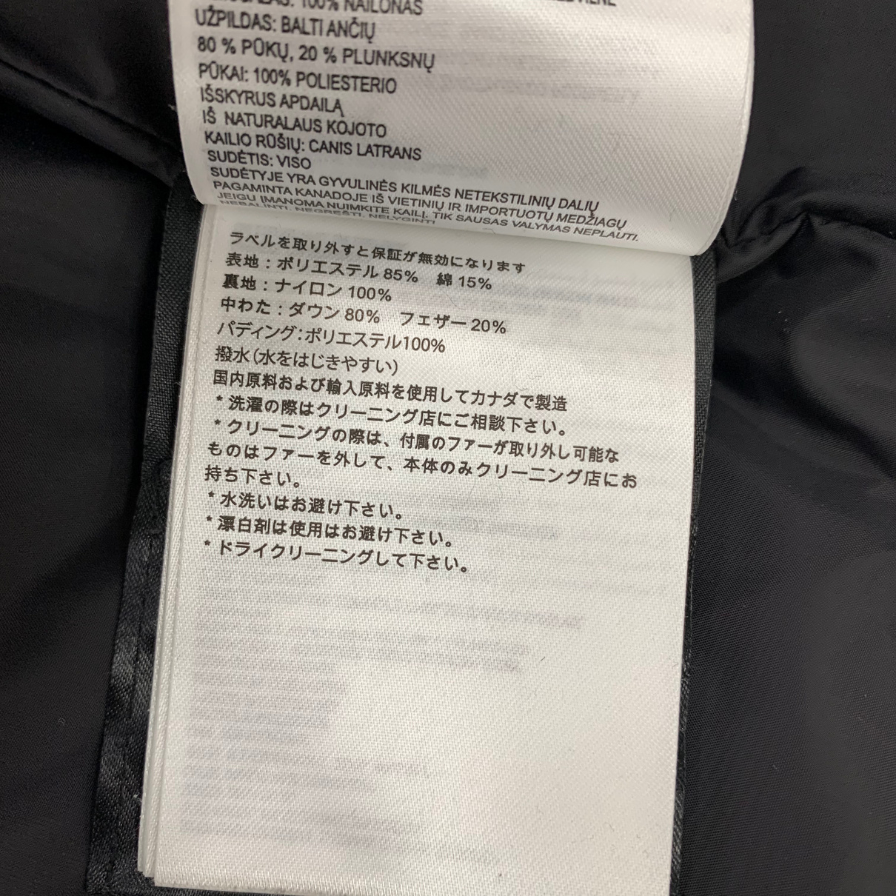 100% NAILONAS
UŽPILDAS: BALTI ANČIŲ
80 % PŪKŲ, 20 % PLUNKSNŲ
PŪKAI: 100% POLIESTERIO
IŠSKYRUS APDAILĄ
IŠ NATURALAUS KOJOTO
KAILIO RŪŠIŲ: CANIS LATRANS
SUDĖTIS: VISO
SUDĖTYJE YRA GYVULINĖS KILMĖS NETEKSTILINIŲ DALIŲ
PAGAMINTA KANADOJE IŠ VIETINIŲ IR IMPORTUOTŲ MEDŽIAGŲ
JEIGU ĮMANOMA NUIMKITE KAILĮ. TIK SAUSAS VALYMAS NEPLAUTI.
ラベルを取り外すと保証が無効になります
表地：ポリエステル 85% 綿 15%
裏地：ナイロン 100%
中わた：ダウン 80% フェザー 20%
パディング：ポリエステル100%
撥水（水をはじきやすい）
国内原料および輸入原料を使用してカナダで製造
* 洗濯の際はクリーニング店にご相談下さい。
* クリーニングの際は、付属のファーが取り外し可能な
ものはファーを外して、本体のみクリーニング店にお
持ち下さい。
* 水洗いはお避け下さい。
* 漂白剤は使用はお避け下さい。
* ドライクリーニングして下さい。